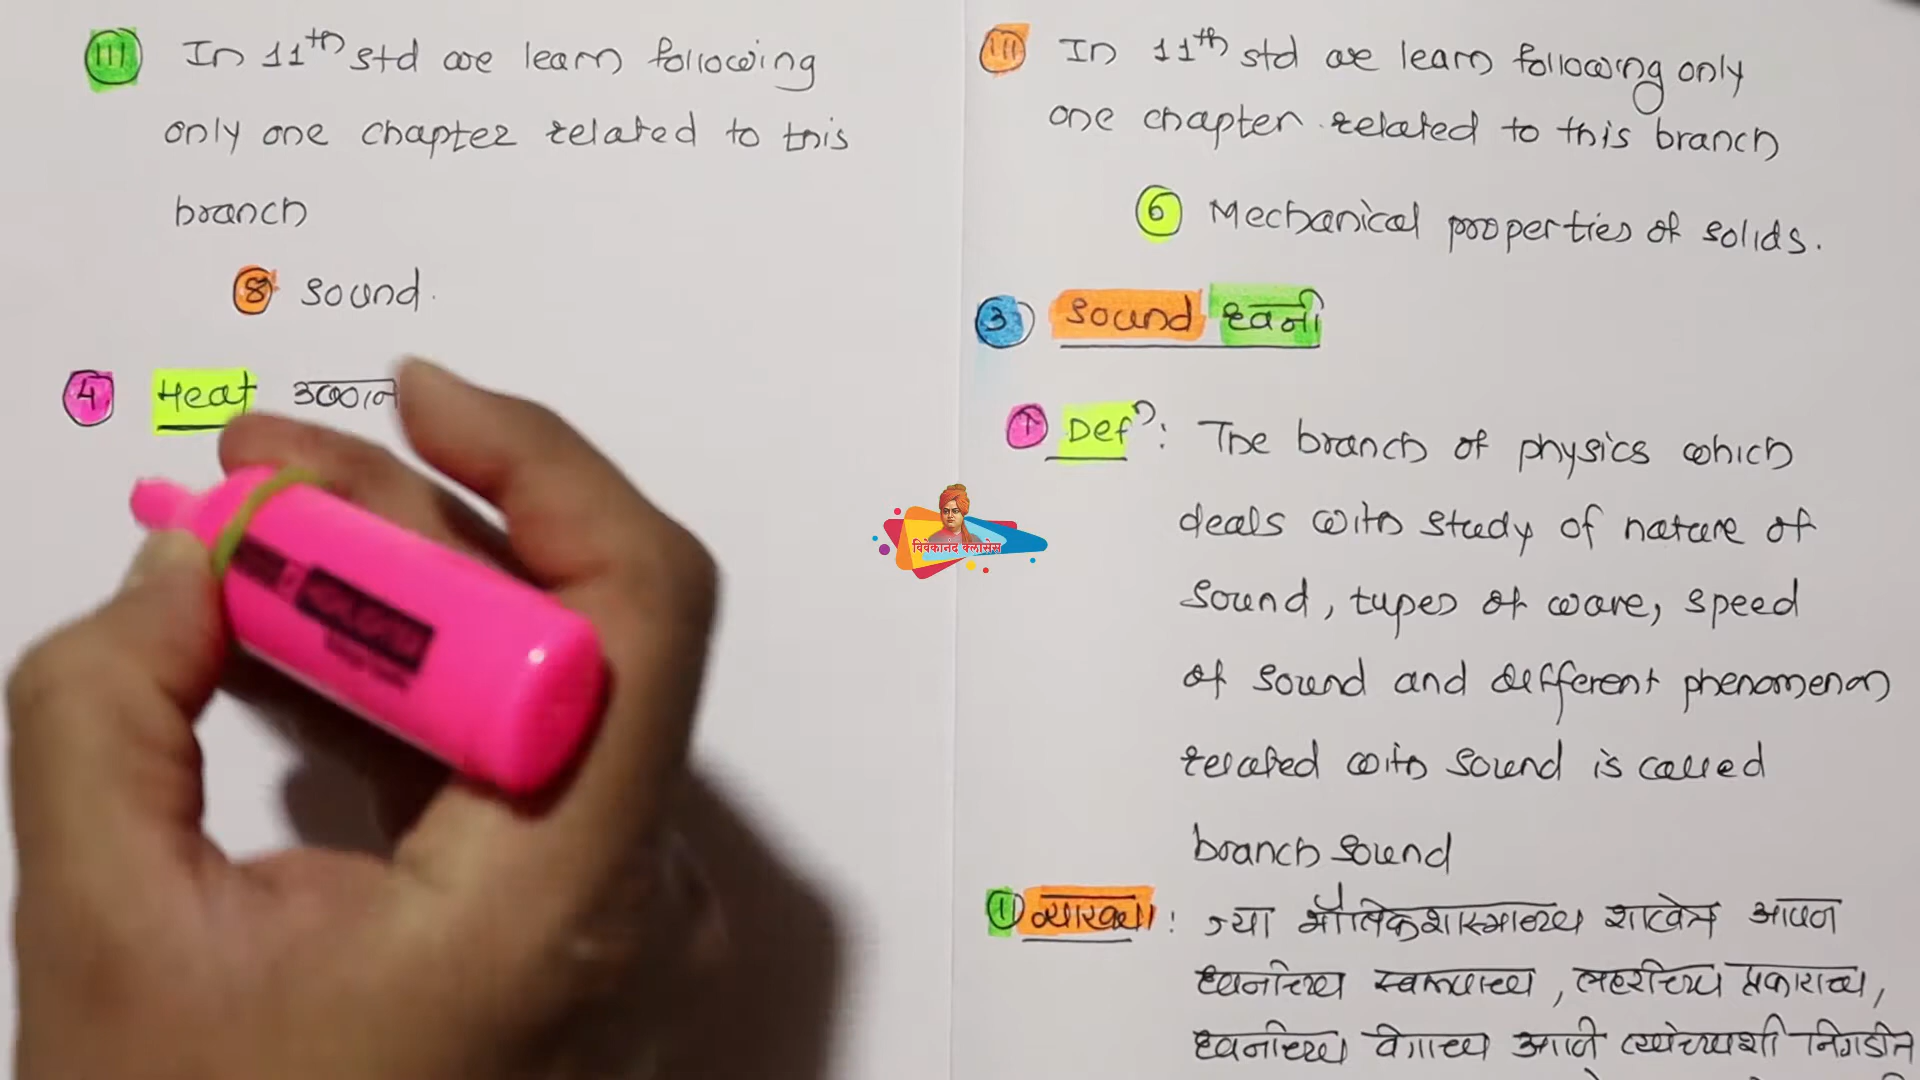 III In 11th std we learn following
only one chapter related to this
branch
8 Sound.
4 Heat उष्णता
III In 11th std we learn following only
one chapter related to this branch
6 Mechanical properties of solids.
3 Sound ध्वनी
↑ Defn: The branch of physics which
deals with study of nature of
sound, types of wave, speed
of sound and different phenomenon
related with sound is called
branch sound
1 व्याख्या : ज्या भौतिकशास्त्राच्या शाखेत आपण
ध्वनीच्या स्वरूपाच्या, लहरीच्या प्रकाराच्या,
ध्वनीच्या वेगाच्या आणि त्याच्याशी निगडीत
विवेकानंद क्लासेस